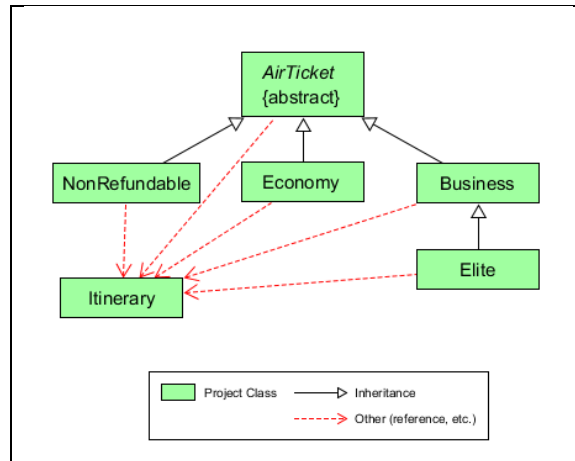 AirTicket
{abstract}
NonRefundable
Economy
Business
Elite
Itinerary
Project Class
Inheritance
Other (reference, etc.)